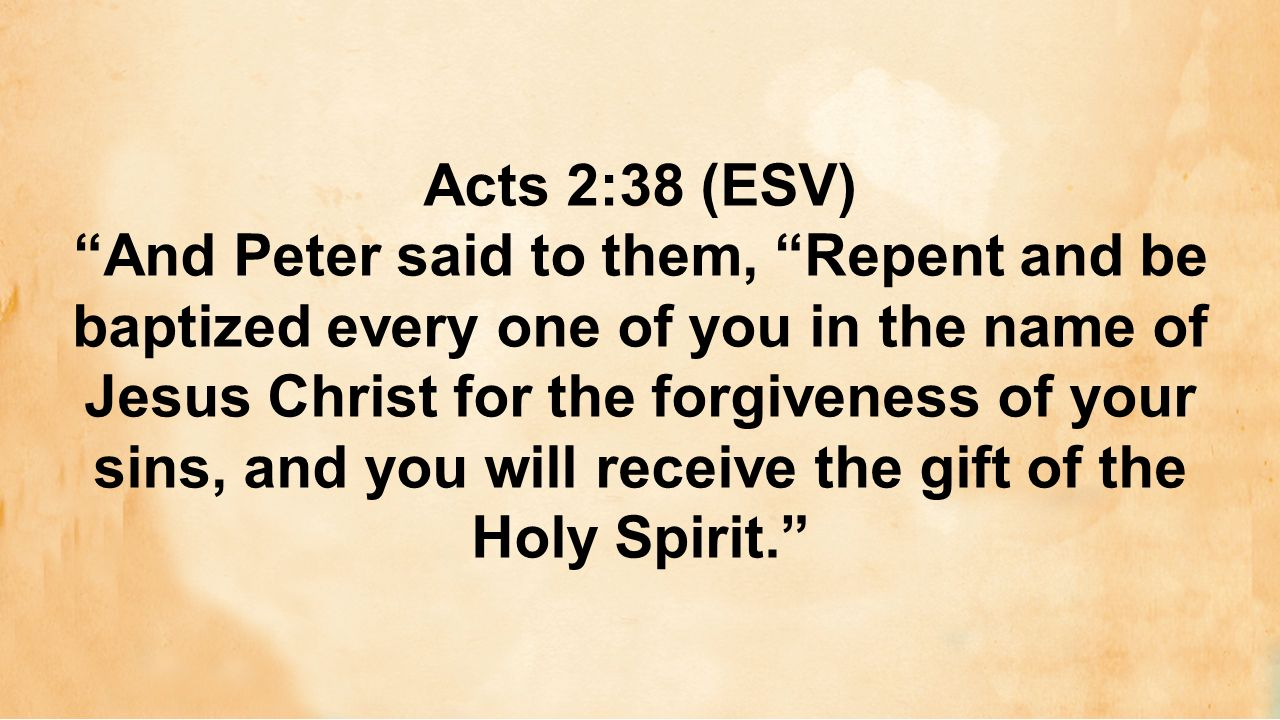 Acts 2:38 (ESV)
“And Peter said to them, “Repent and be
baptized every one of you in the name of
Jesus Christ for the forgiveness of your
sins, and you will receive the gift of the
Holy Spirit.”